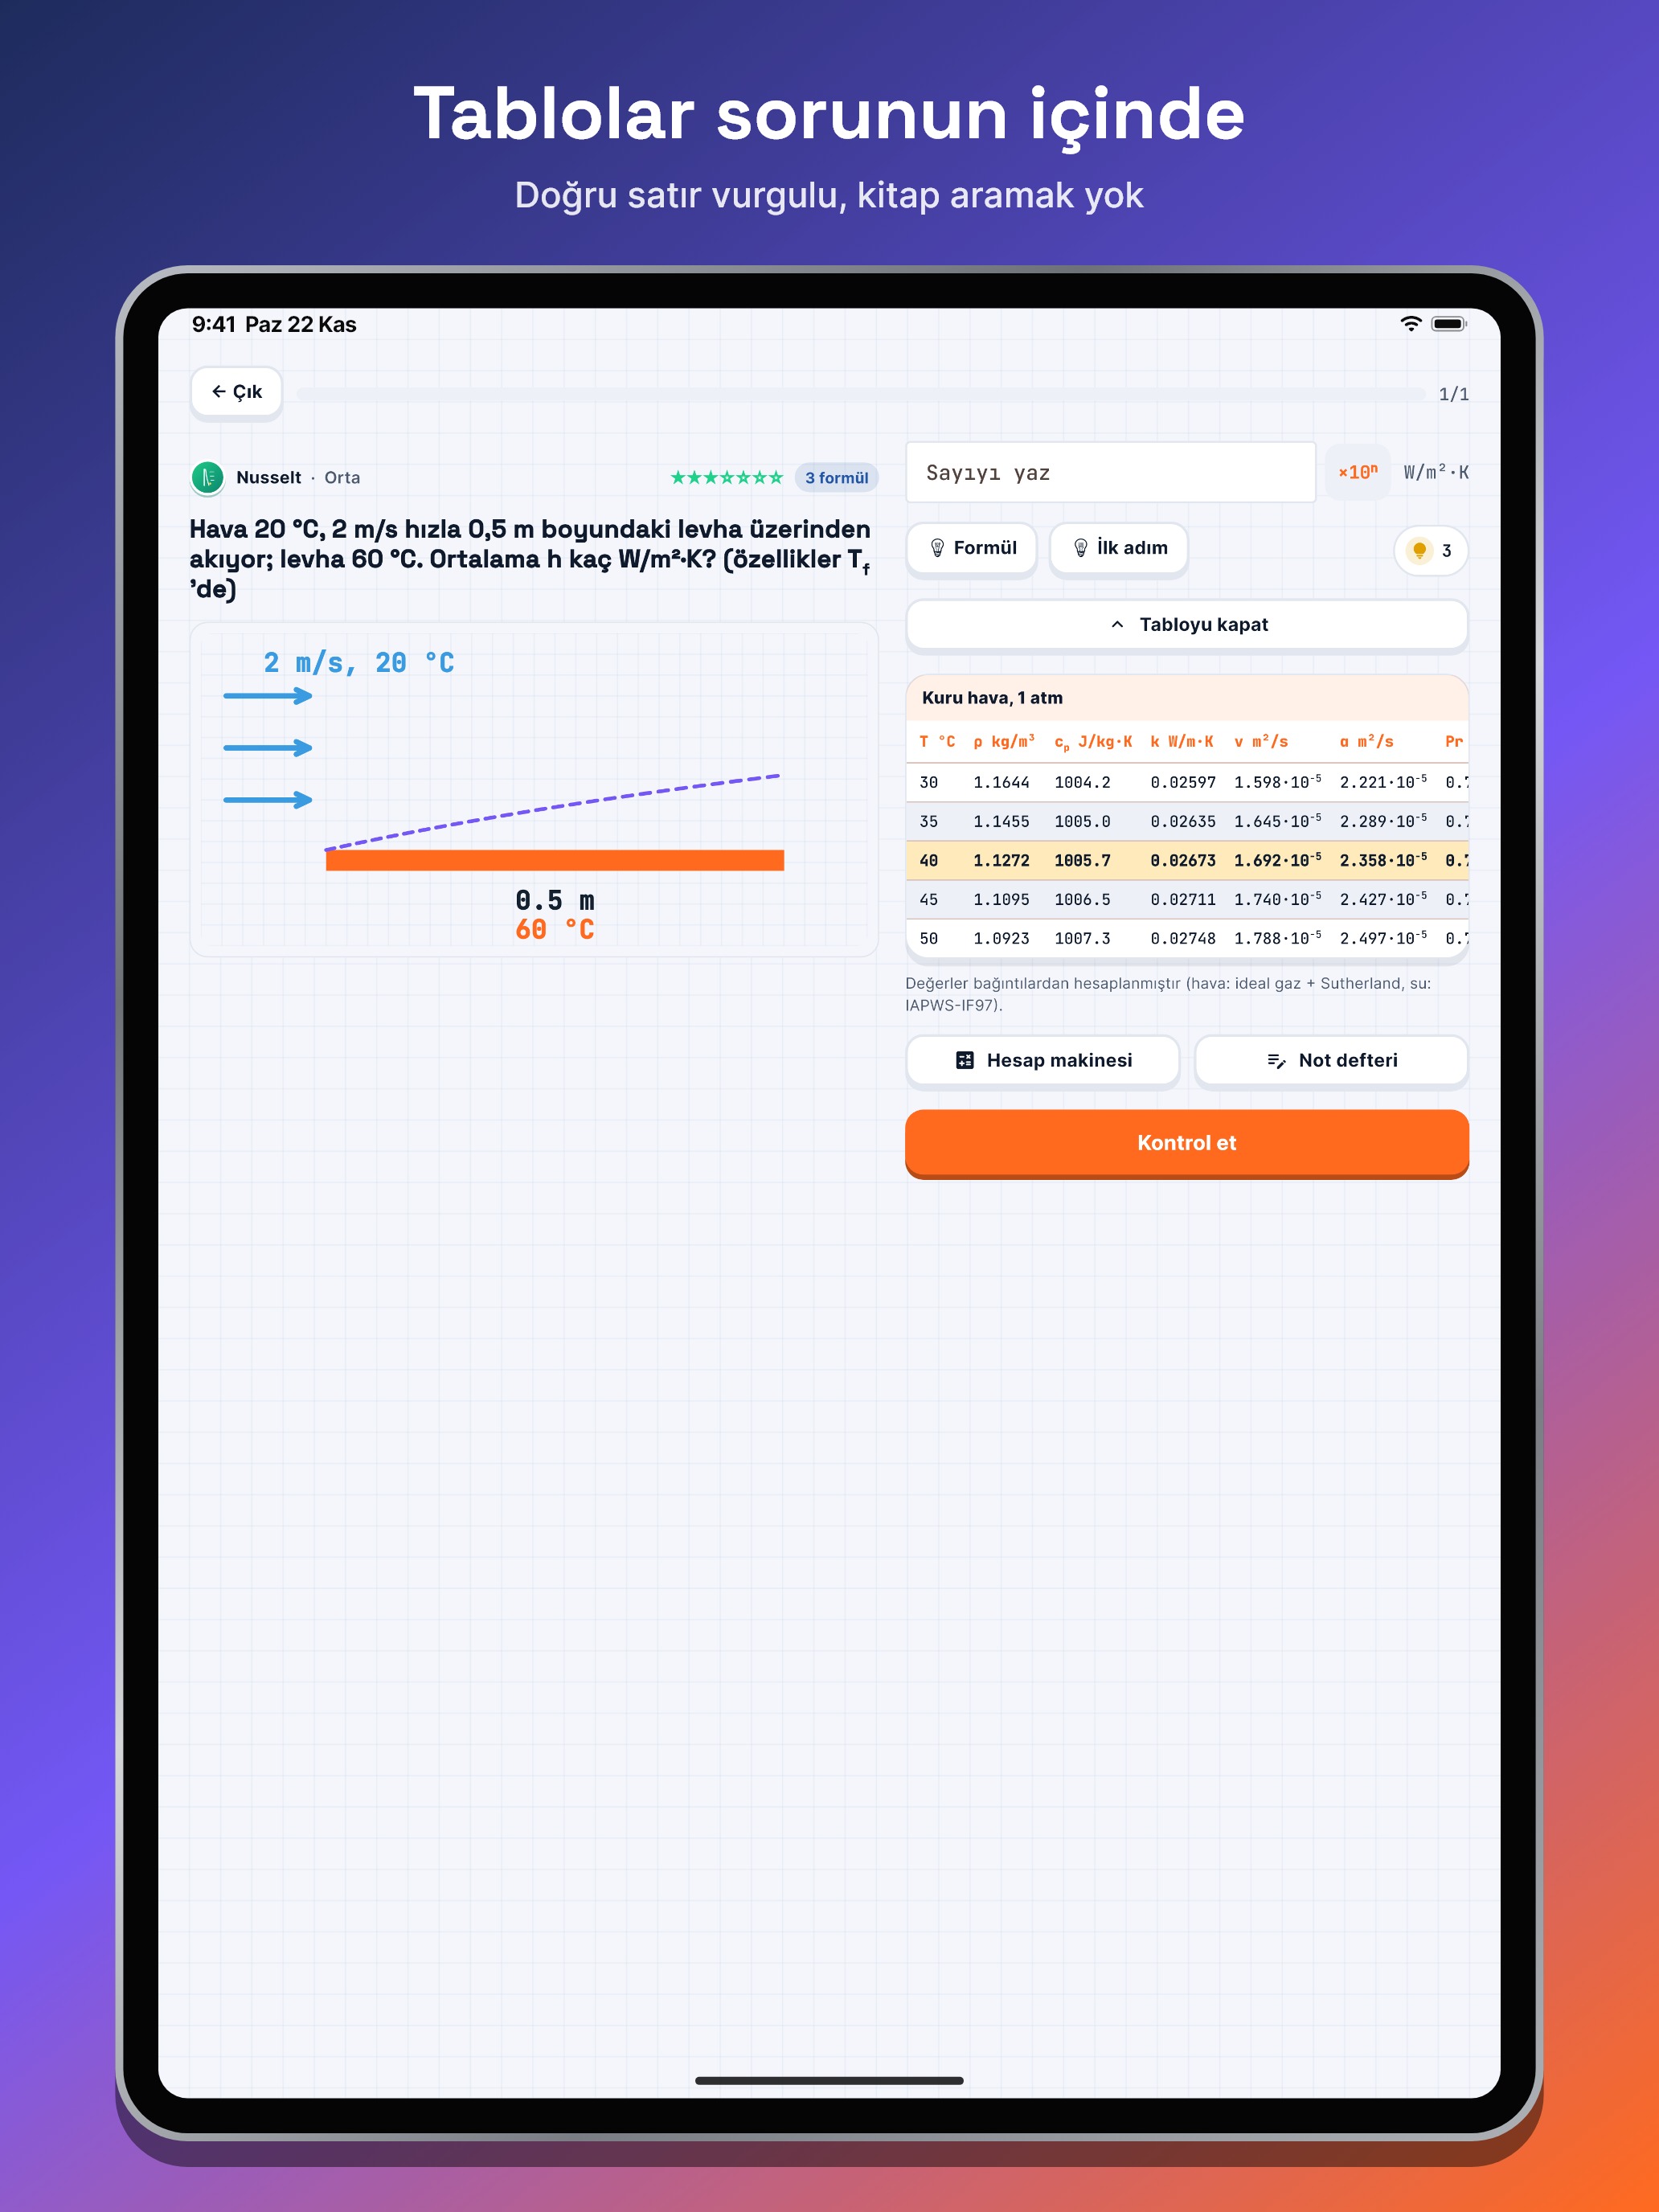 Tablolar sorunun içinde
Doğru satır vurgulu, kitap aramak yok
9:41 Paz 22 Kas
← Çık
1/1
Nusselt · Orta
★★★☆☆☆☆ 3 formül
Hava 20 °C, 2 m/s hızla 0,5 m boyundaki levha üzerinden
akıyor; levha 60 °C. Ortalama h kaç W/m²·K? (özellikler T_f
'de)
2 m/s, 20 °C
0.5 m
60 °C
Sayıyı yaz
×10ⁿ W/m²·K
Formül İlk adım 3
Tabloyu kapat
Kuru hava, 1 atm
T °C ρ kg/m³ cₚ J/kg·K k W/m·K ν m²/s α m²/s Pr
30 1.1644 1004.2 0.02597 1.598·10⁻⁵ 2.221·10⁻⁵
35 1.1455 1005.0 0.02635 1.645·10⁻⁵ 2.289·10⁻⁵
40 1.1272 1005.7 0.02673 1.692·10⁻⁵ 2.358·10⁻⁵
45 1.1095 1006.5 0.02711 1.740·10⁻⁵ 2.427·10⁻⁵
50 1.0923 1007.3 0.02748 1.788·10⁻⁵ 2.497·10⁻⁵
Değerler bağıntılardan hesaplanmıştır (hava: ideal gaz + Sutherland, su:
IAPWS-IF97).
Hesap makinesi Not defteri
Kontrol et